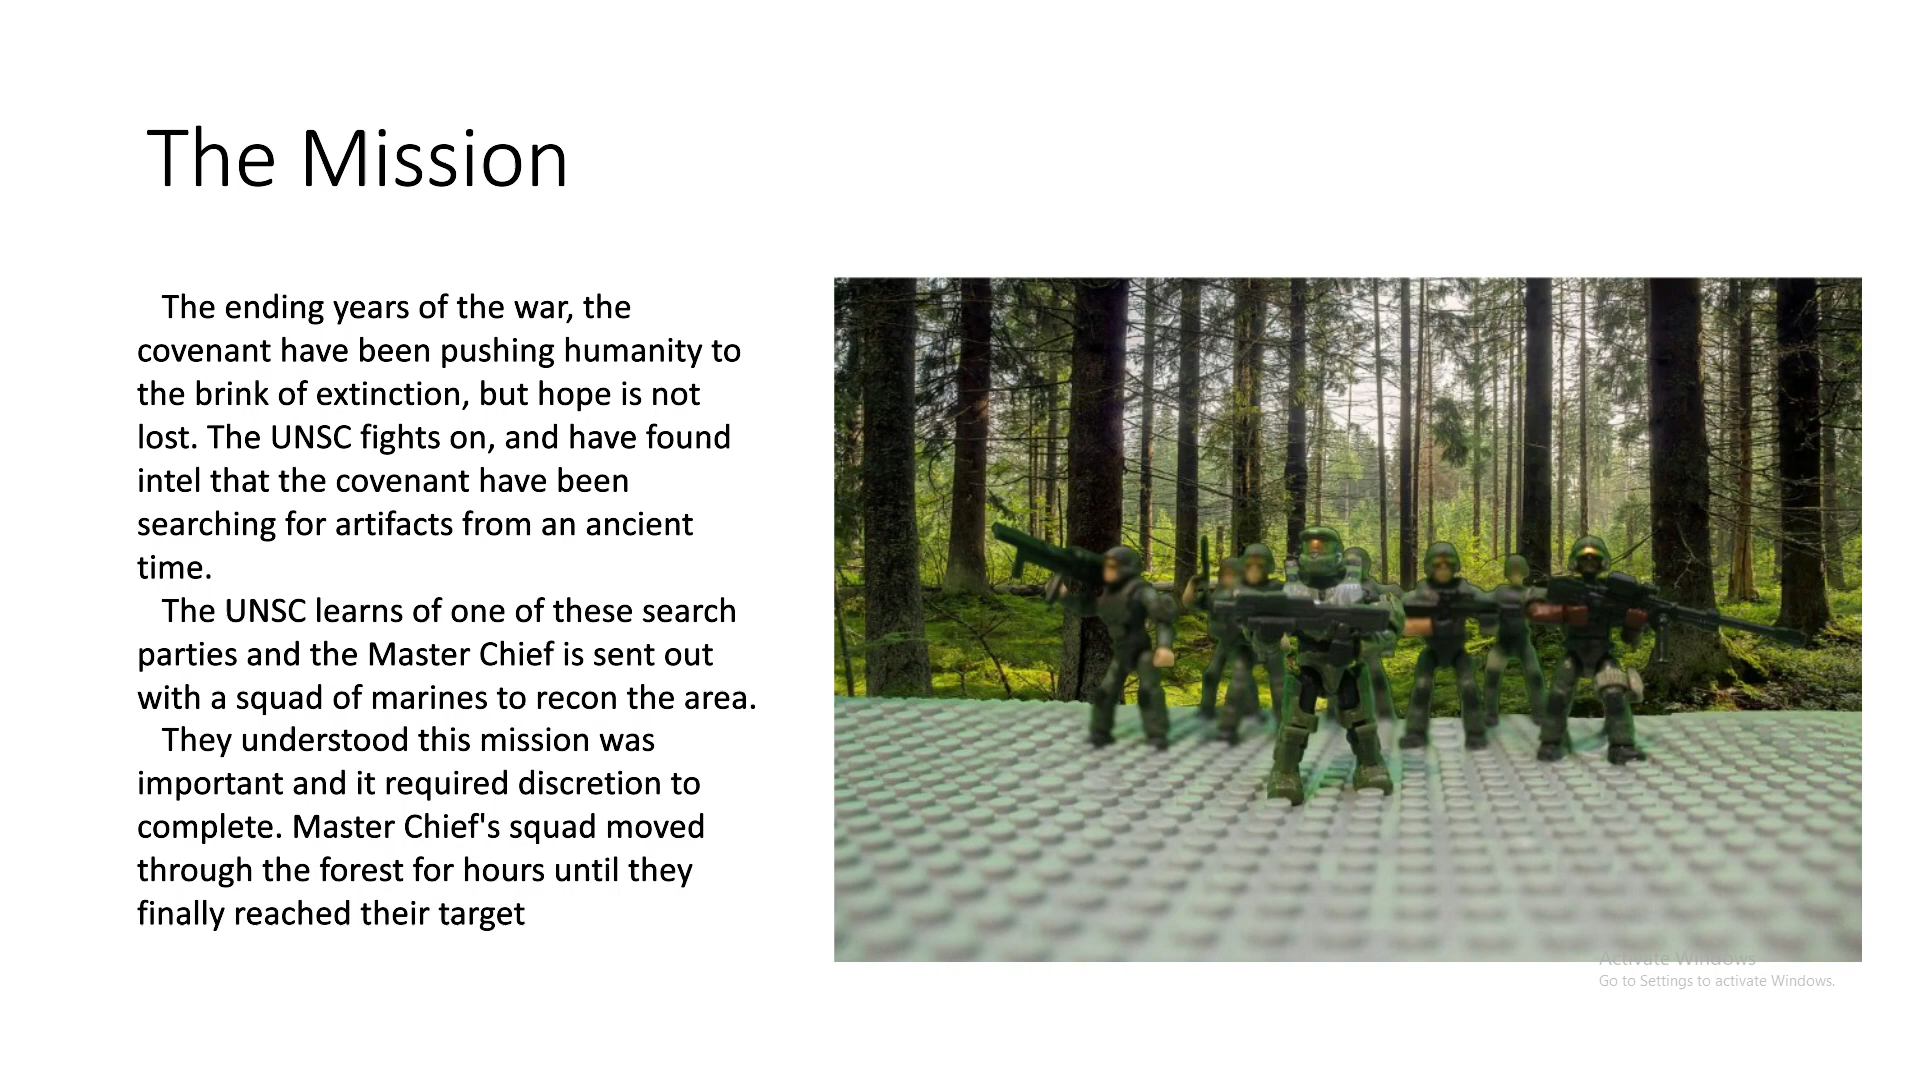 The Mission
The ending years of the war, the
covenant have been pushing humanity to
the brink of extinction, but hope is not
lost. The UNSC fights on, and have found
intel that the covenant have been
searching for artifacts from an ancient
time.
The UNSC learns of one of these search
parties and the Master Chief is sent out
with a squad of marines to recon the area.
They understood this mission was
important and it required discretion to
complete. Master Chief's squad moved
through the forest for hours until they
finally reached their target
Activate Windows
Go to Settings to activate Windows.